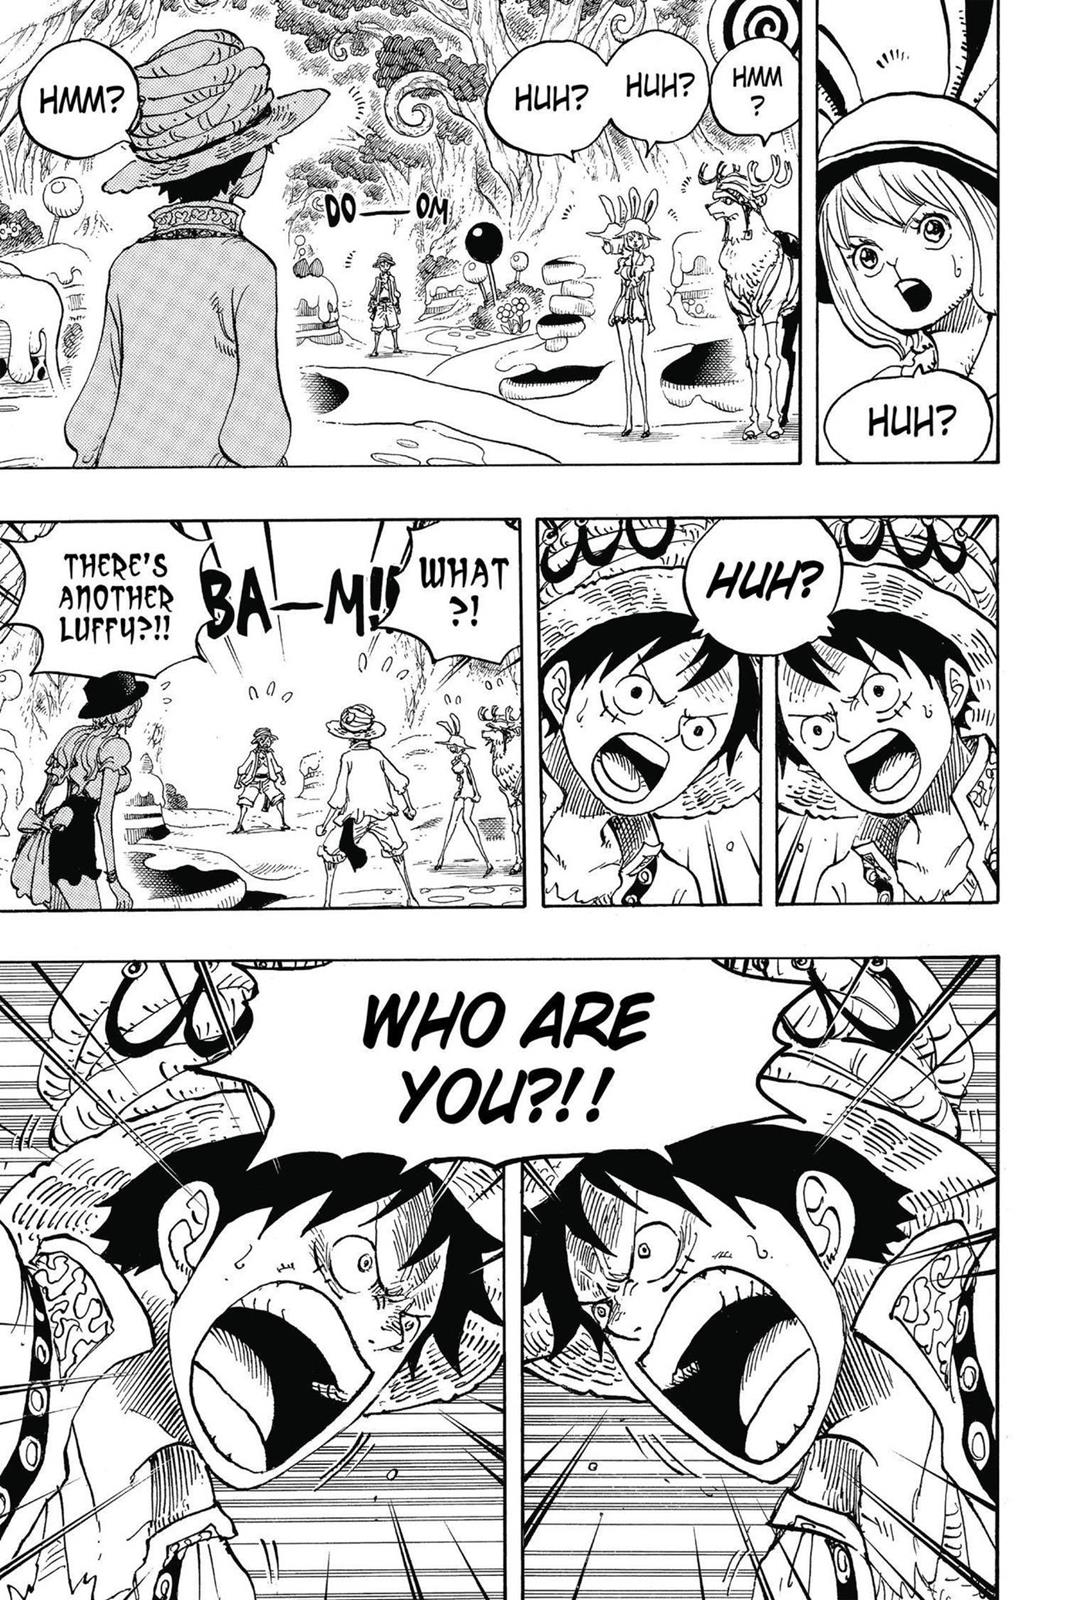 HUH?
HMM
?
HUH?
HUH?
DO—OM
HMM?
HUH?
WHAT
?!
BA—M!!
THERE'S
ANOTHER
LUFFY?!!
WHO ARE
YOU?!!